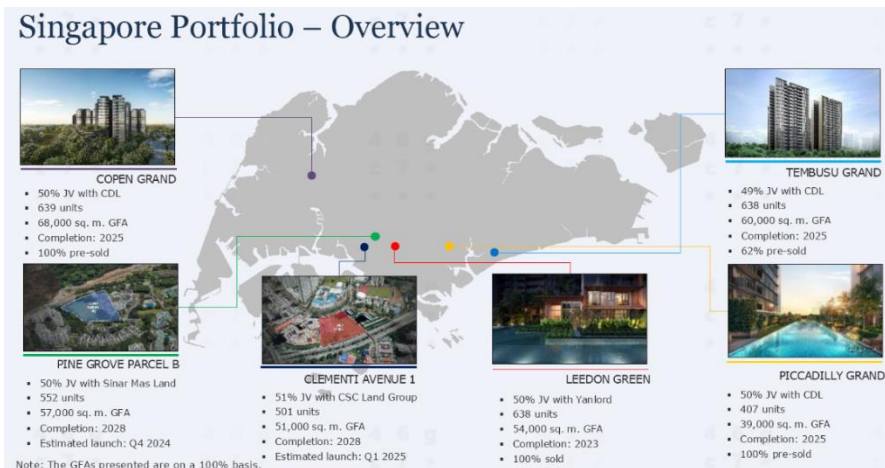 Singapore Portfolio – Overview
COPEN GRAND
▪ 50% JV with CDL
▪ 639 units
▪ 68,000 sq. m. GFA
▪ Completion: 2025
▪ 100% pre-sold
TEMBUSU GRAND
▪ 49% JV with CDL
▪ 638 units
▪ 60,000 sq. m. GFA
▪ Completion: 2025
▪ 62% pre-sold
PINE GROVE PARCEL B
▪ 50% JV with Sinar Mas Land
▪ 552 units
▪ 57,000 sq. m. GFA
▪ Completion: 2028
▪ Estimated launch: Q4 2024
CLEMENTI AVENUE 1
▪ 51% JV with CSC Land Group
▪ 501 units
▪ 51,000 sq. m. GFA
▪ Completion: 2028
▪ Estimated launch: Q1 2025
LEEDON GREEN
▪ 50% JV with Yanlord
▪ 638 units
▪ 54,000 sq. m. GFA
▪ Completion: 2023
▪ 100% sold
PICCADILLY GRAND
▪ 50% JV with CDL
▪ 407 units
▪ 39,000 sq. m. GFA
▪ Completion: 2025
▪ 100% pre-sold
Note: The GFAs presented are on a 100% basis.